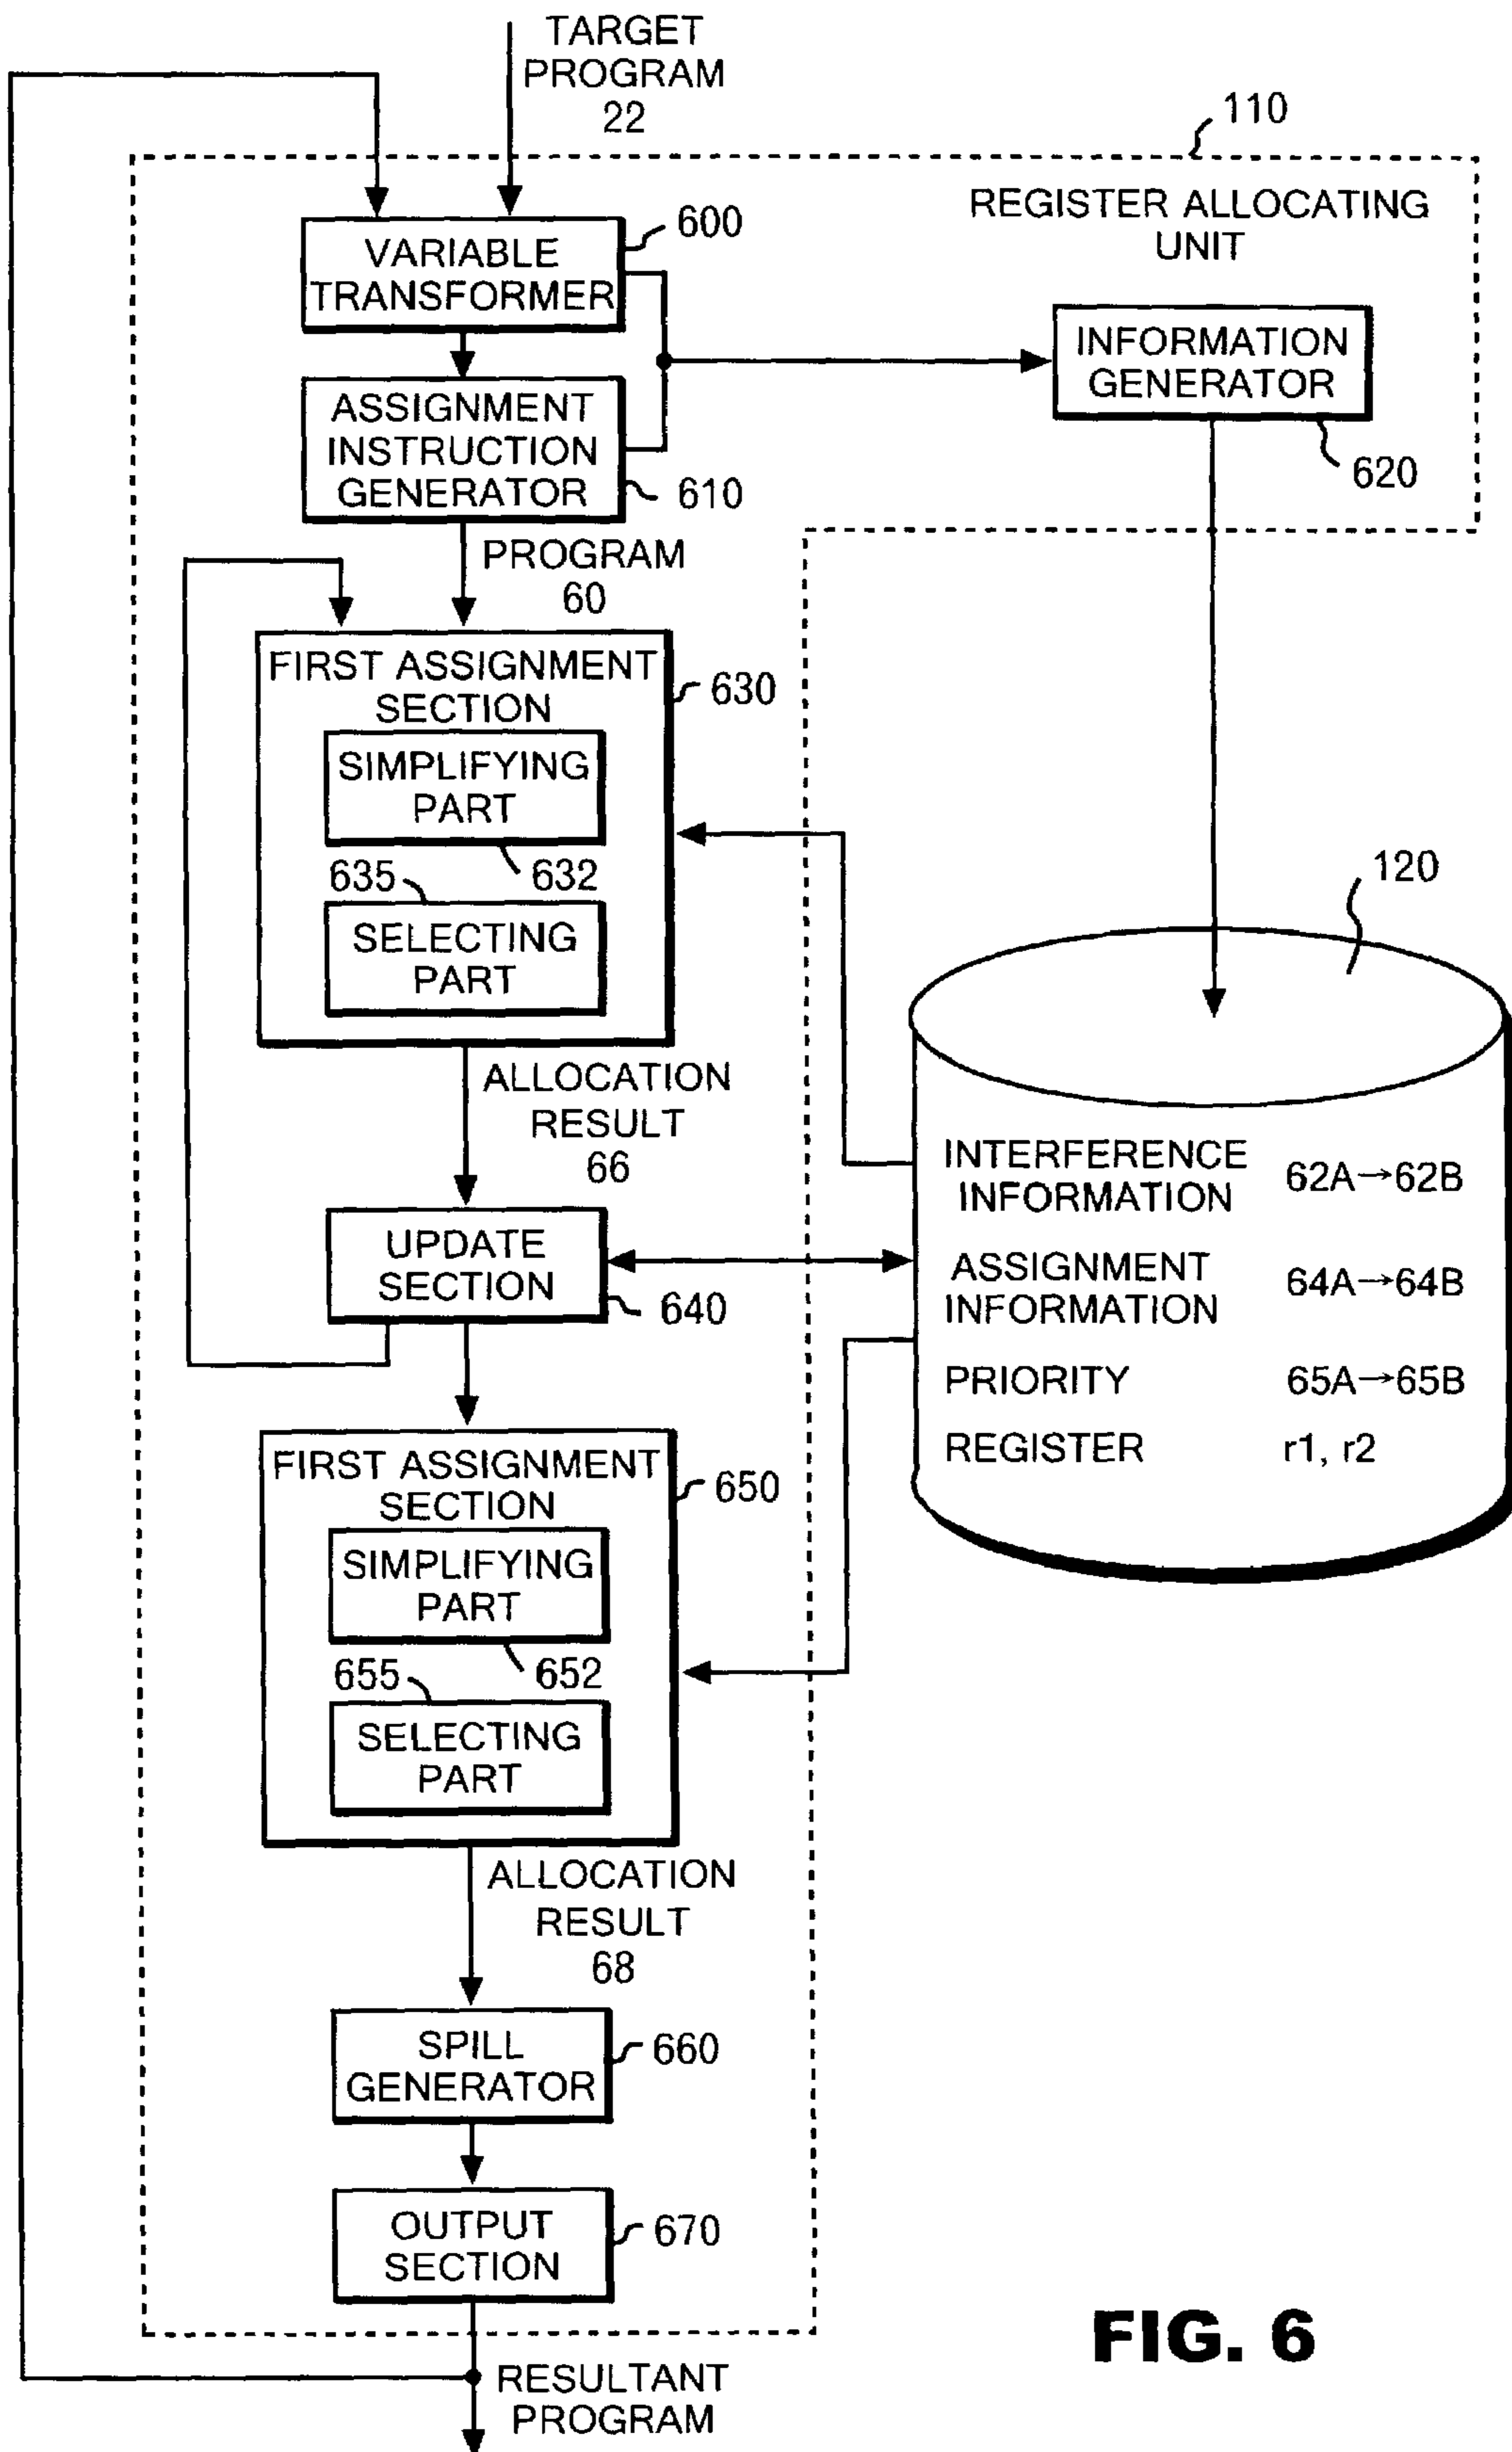 TARGET
PROGRAM
22
110
REGISTER ALLOCATING
UNIT
VARIABLE
TRANSFORMER
600
INFORMATION
GENERATOR
620
ASSIGNMENT
INSTRUCTION
GENERATOR
610
PROGRAM
60
FIRST ASSIGNMENT
SECTION
630
SIMPLIFYING
PART
632
635
SELECTING
PART
120
ALLOCATION
RESULT
66
INTERFERENCE
INFORMATION
62A→62B
ASSIGNMENT
INFORMATION
64A→64B
PRIORITY
65A→65B
REGISTER
r1, r2
UPDATE
SECTION
640
FIRST ASSIGNMENT
SECTION
650
SIMPLIFYING
PART
652
655
SELECTING
PART
ALLOCATION
RESULT
68
SPILL
GENERATOR
660
OUTPUT
SECTION
670
RESULTANT
PROGRAM
FIG. 6